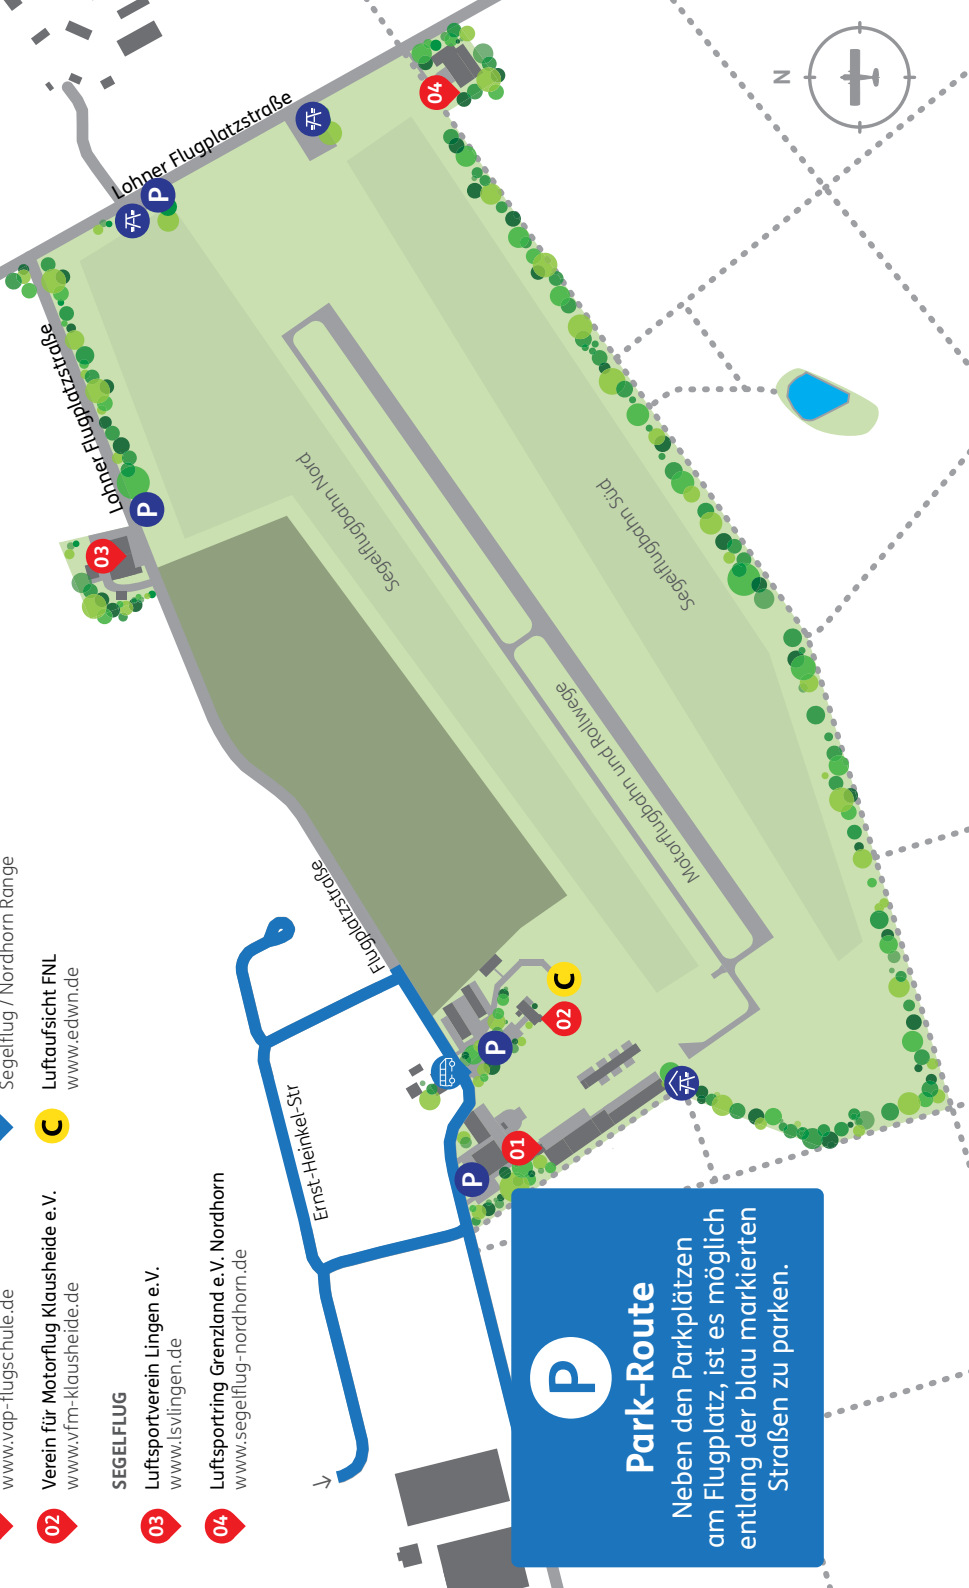 www.vap-flugschule.de
02
Verein für Motorflug Klausheide e.V.
www.vfm-klausheide.de
SEGELFLUG
03
Luftsportverein Lingen e.V.
www.lsvlingen.de
04
Luftsportring Grenzland e.V. Nordhorn
www.segelflug-nordhorn.de
Segelflug / Nordhorn Range
C
Luftaufsicht FNL
www.edwn.de
Lohner Flugplatzstraße
Lohner Flugplatzstraße
Flugplatzstraße
Ernst-Heinkel-Str
Segelflugbahn Nord
Motorflugbahn und Rollwege
Segelflugbahn Süd
N
P
P
P
P
01
02
03
04
C
P
Park-Route
Neben den Parkplätzen
am Flugplatz, ist es möglich
entlang der blau markierten
Straßen zu parken.